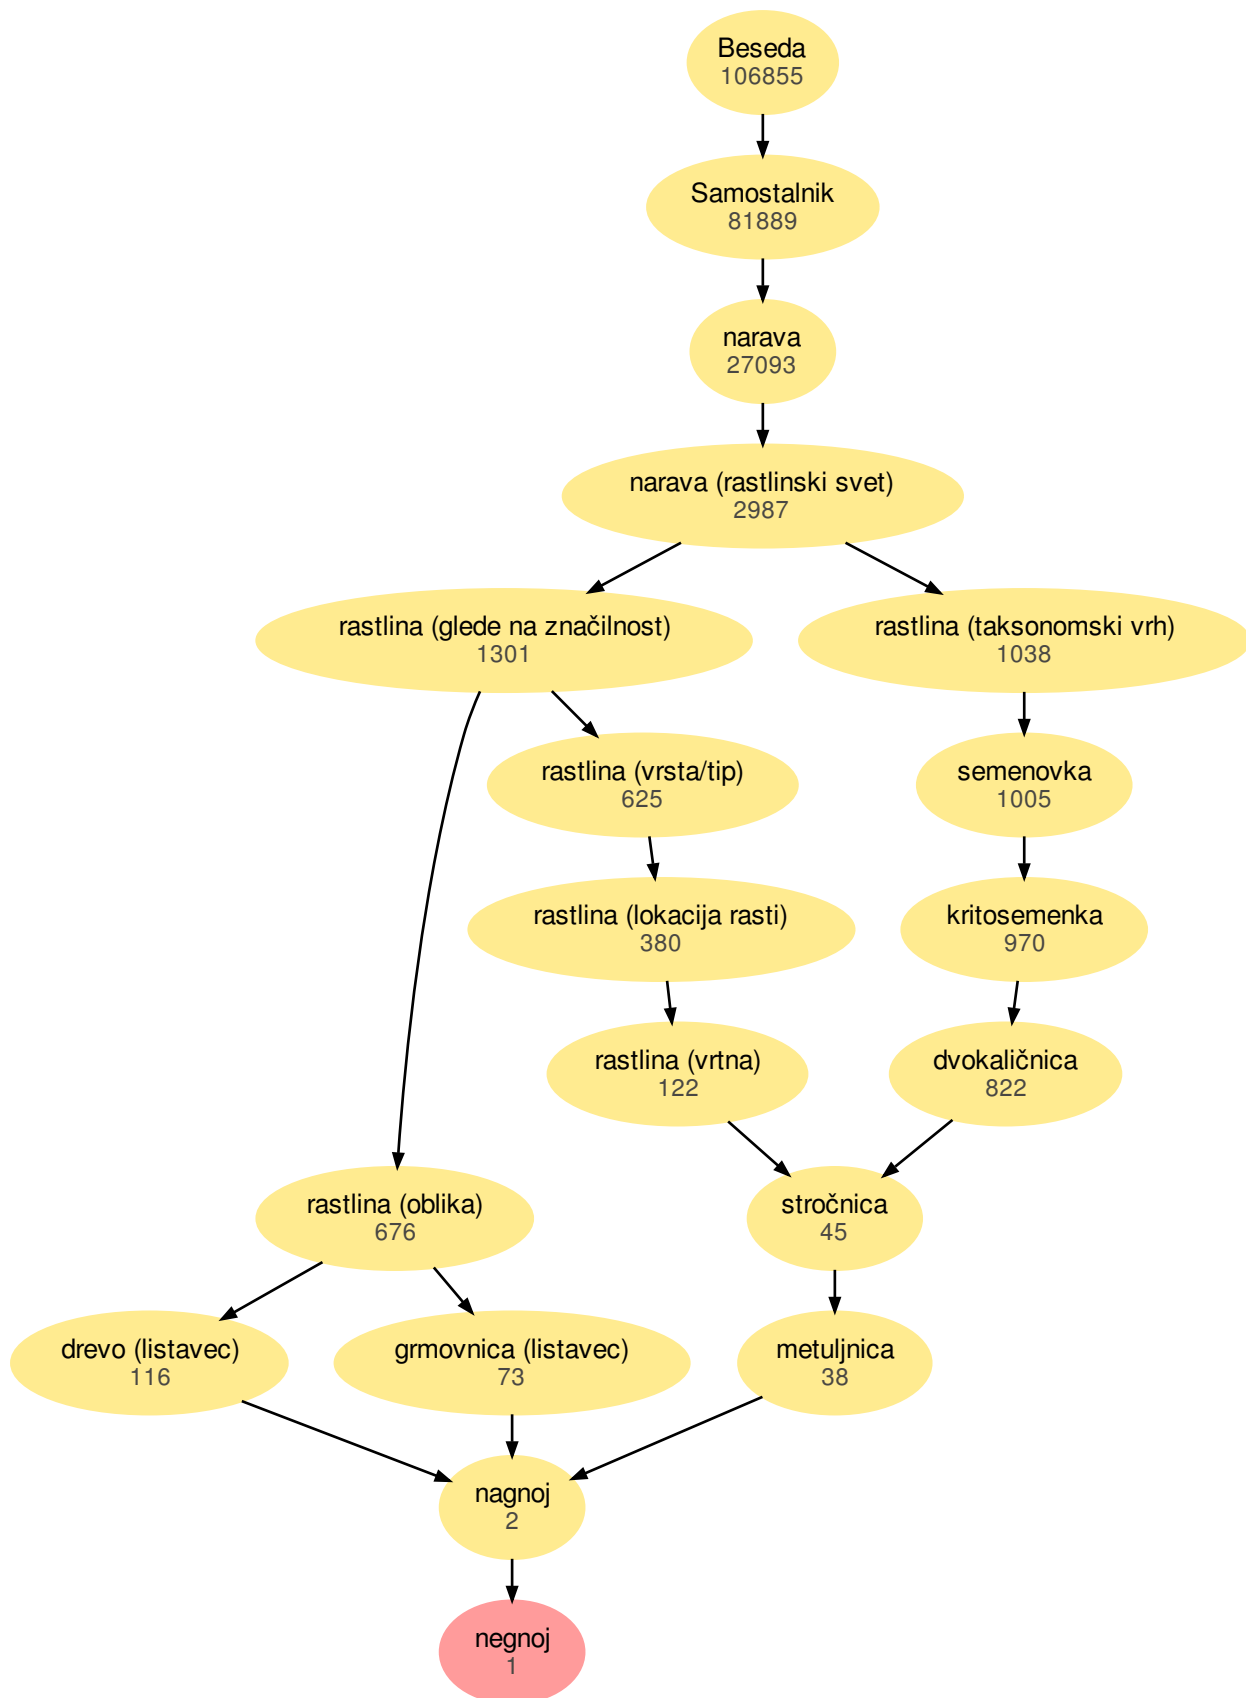 Beseda
106855
Samostalnik
81889
narava
27093
narava (rastlinski svet)
2987
rastlina (glede na značilnost)
1301
rastlina (taksonomski vrh)
1038
rastlina (vrsta/tip)
625
semenovka
1005
rastlina (lokacija rasti)
380
kritosemenka
970
rastlina (vrtna)
122
dvokaličnica
822
rastlina (oblika)
676
stročnica
45
drevo (listavec)
116
grmovnica (listavec)
73
metuljnica
38
nagnoj
2
negnoj
1